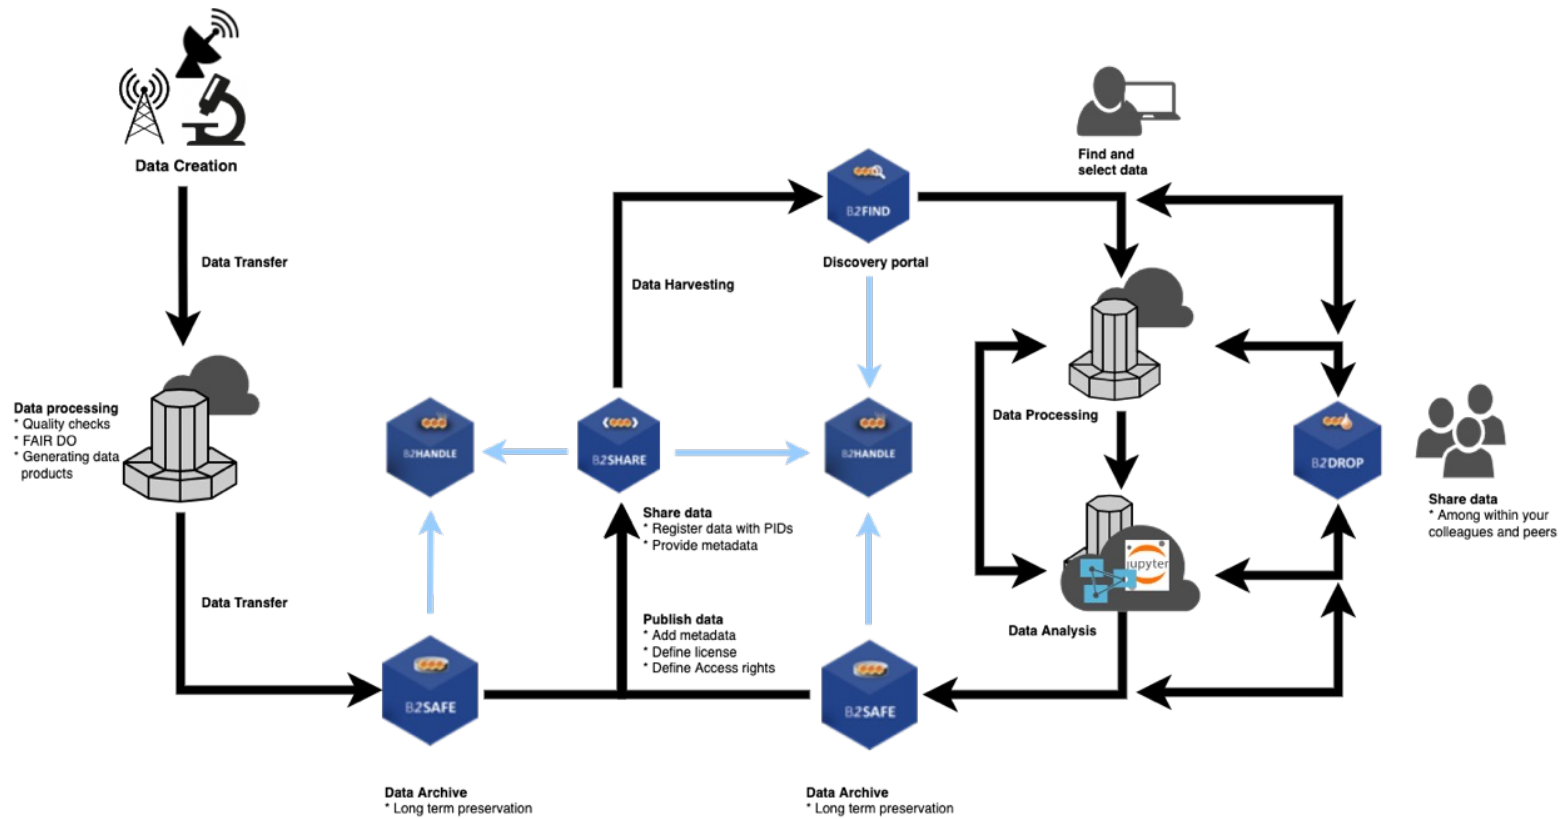 Data Creation
Data Transfer
Data processing
* Quality checks
* FAIR DO
* Generating data
products
Data Transfer
B2HANDLE
B2SAFE
Data Archive
* Long term preservation
Data Harvesting
B2SHARE
Share data
* Register data with PIDs
* Provide metadata
Publish data
* Add metadata
* Define license
* Define Access rights
B2FIND
Discovery portal
B2HANDLE
B2SAFE
Data Archive
* Long term preservation
Find and
select data
Data Processing
jupyter
Data Analysis
B2DROP
Share data
* Among within your
colleagues and peers